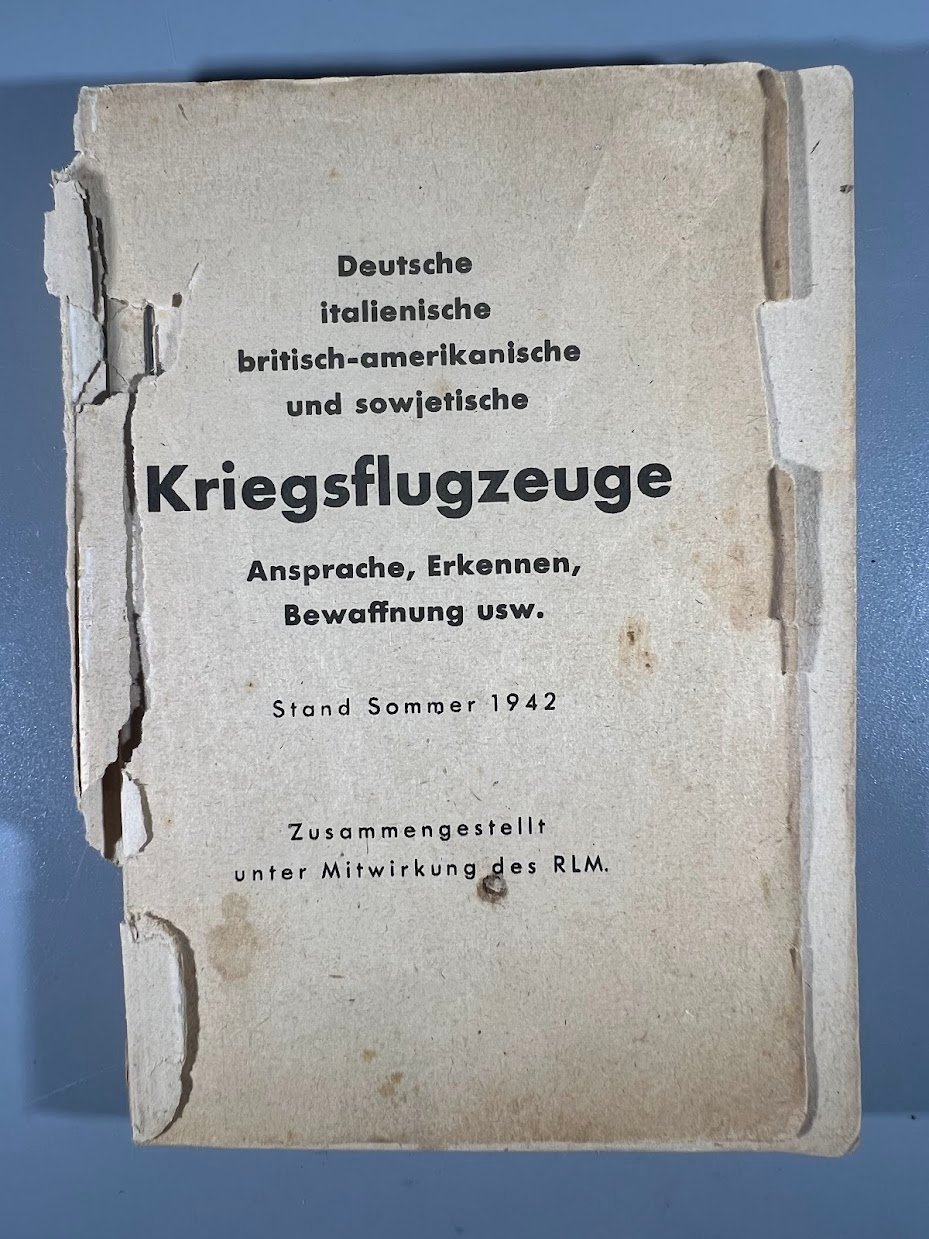 Deutsche
italienische
britisch-amerikanische
und sowjetische
Kriegsflugzeuge
Ansprache, Erkennen,
Bewaffnung usw.
Stand Sommer 1942
Zusammengestellt
unter Mitwirkung des RLM.